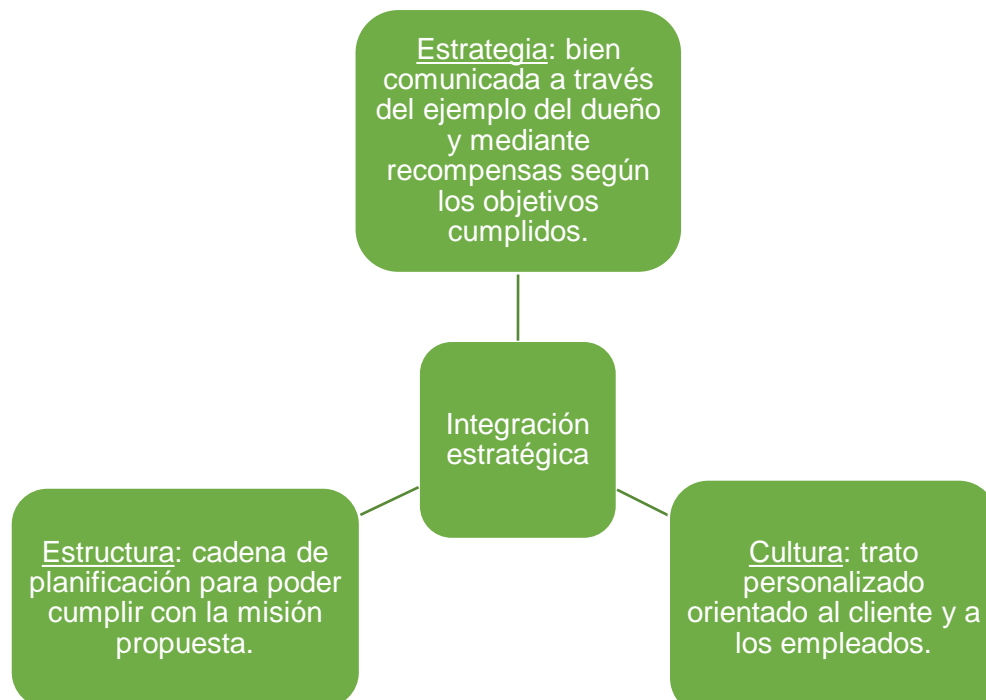 Estrategia: bien
comunicada a través
del ejemplo del dueño
y mediante
recompensas según
los objetivos
cumplidos.
Integración
estratégica
Estructura: cadena de
planificación para poder
cumplir con la misión
propuesta.
Cultura: trato
personalizado
orientado al cliente y a
los empleados.